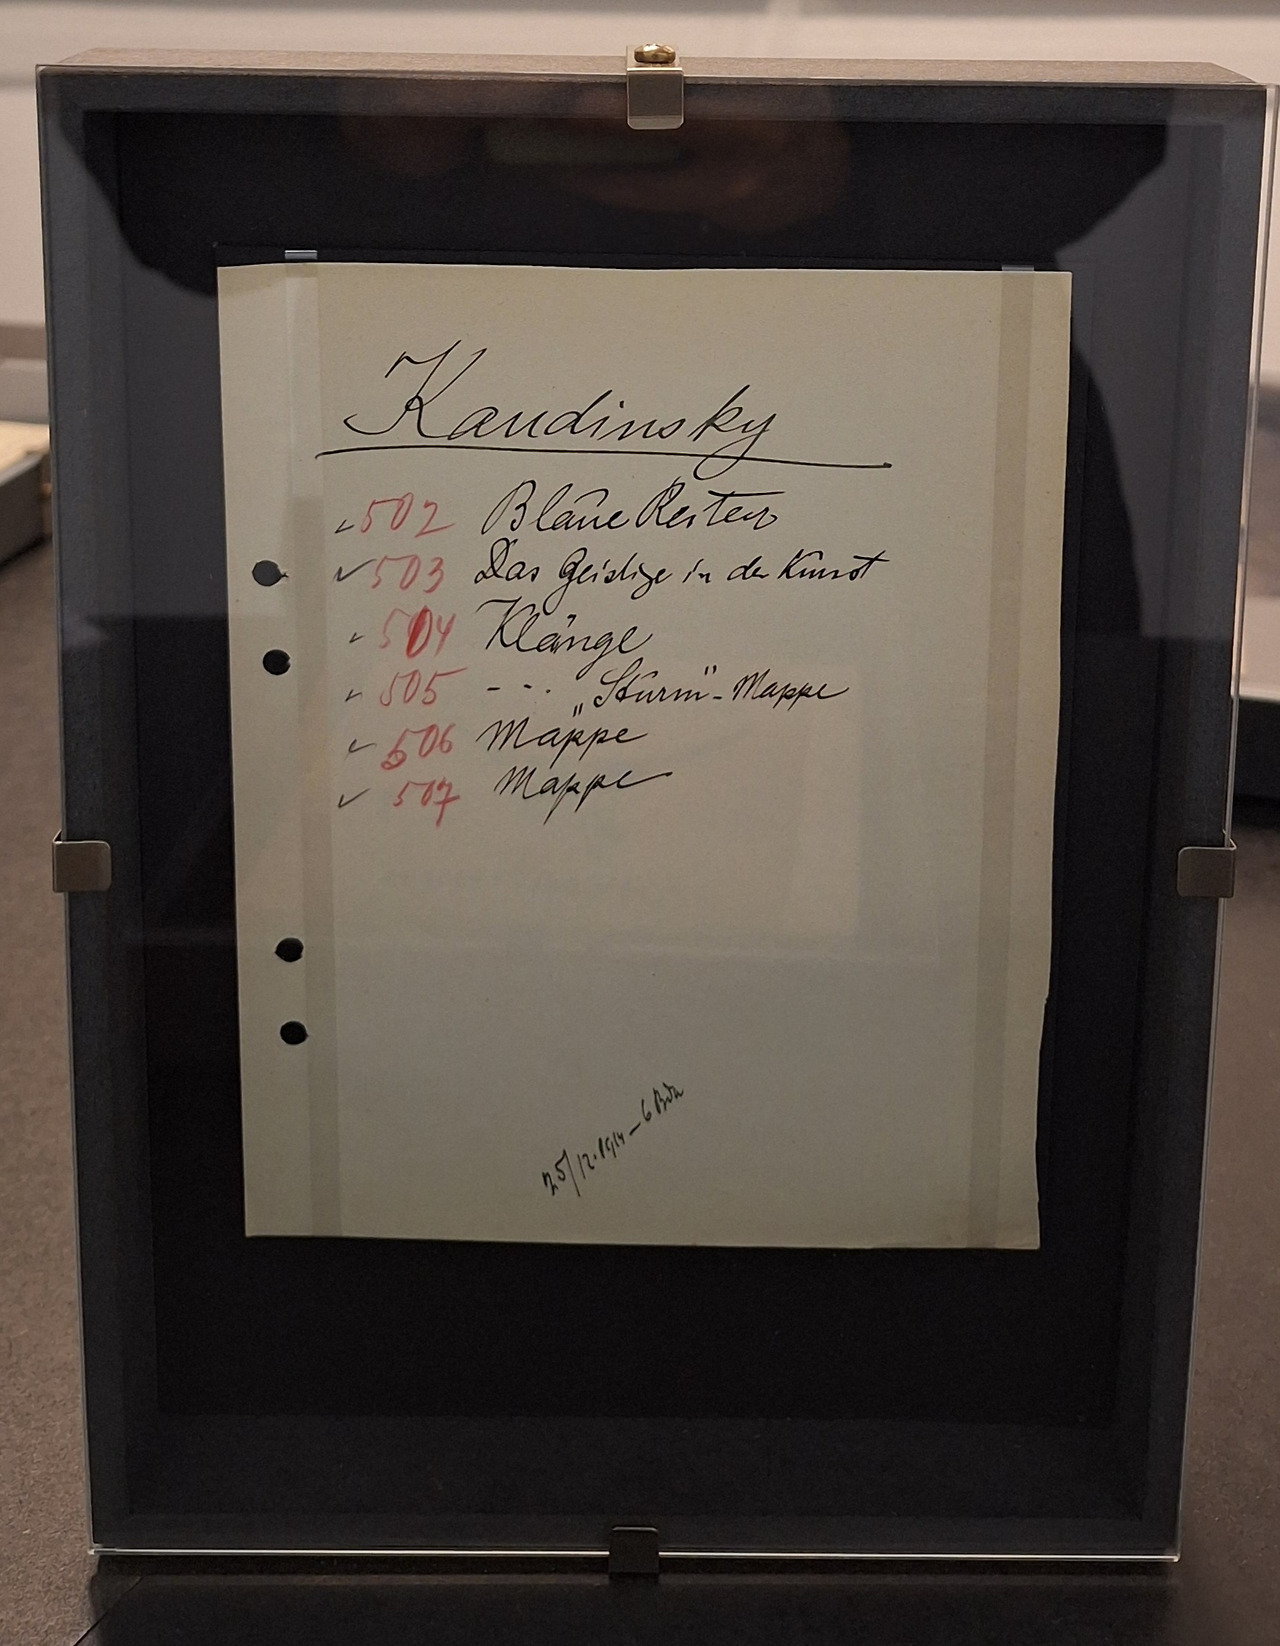 Kandinsky
502 Blaue Reiter
503 Das Geistige in der Kunst
504 Klänge
505 - - - „Sturm"-Mappe
506 Mappe
507 Mappe
25/12.1914 – 6